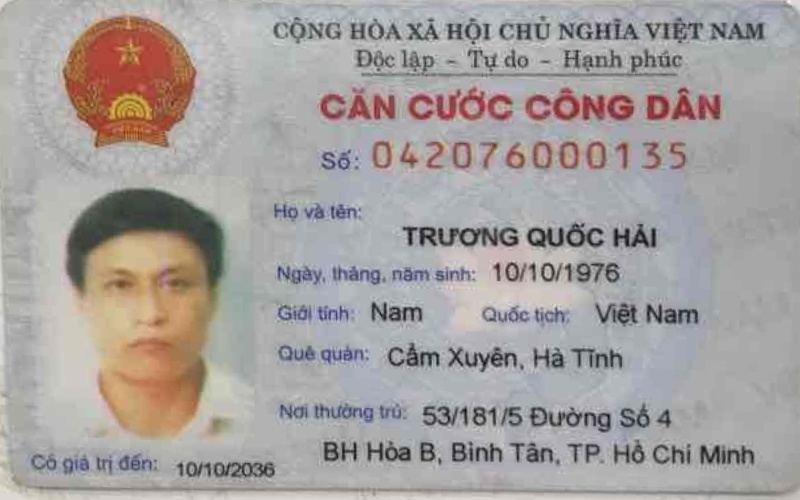 CỘNG HÒA XÃ HỘI CHỦ NGHĨA VIỆT NAM
Độc lập - Tự do - Hạnh phúc
CĂN CƯỚC CÔNG DÂN
Số: 042076000135
Họ và tên:
TRƯƠNG QUỐC HẢI
Ngày, tháng, năm sinh: 10/10/1976
Giới tính: Nam Quốc tịch: Việt Nam
Quê quán: Cẩm Xuyên, Hà Tĩnh
Nơi thường trú: 53/181/5 Đường Số 4
BH Hòa B, Bình Tân, TP. Hồ Chí Minh
Có giá trị đến: 10/10/2036